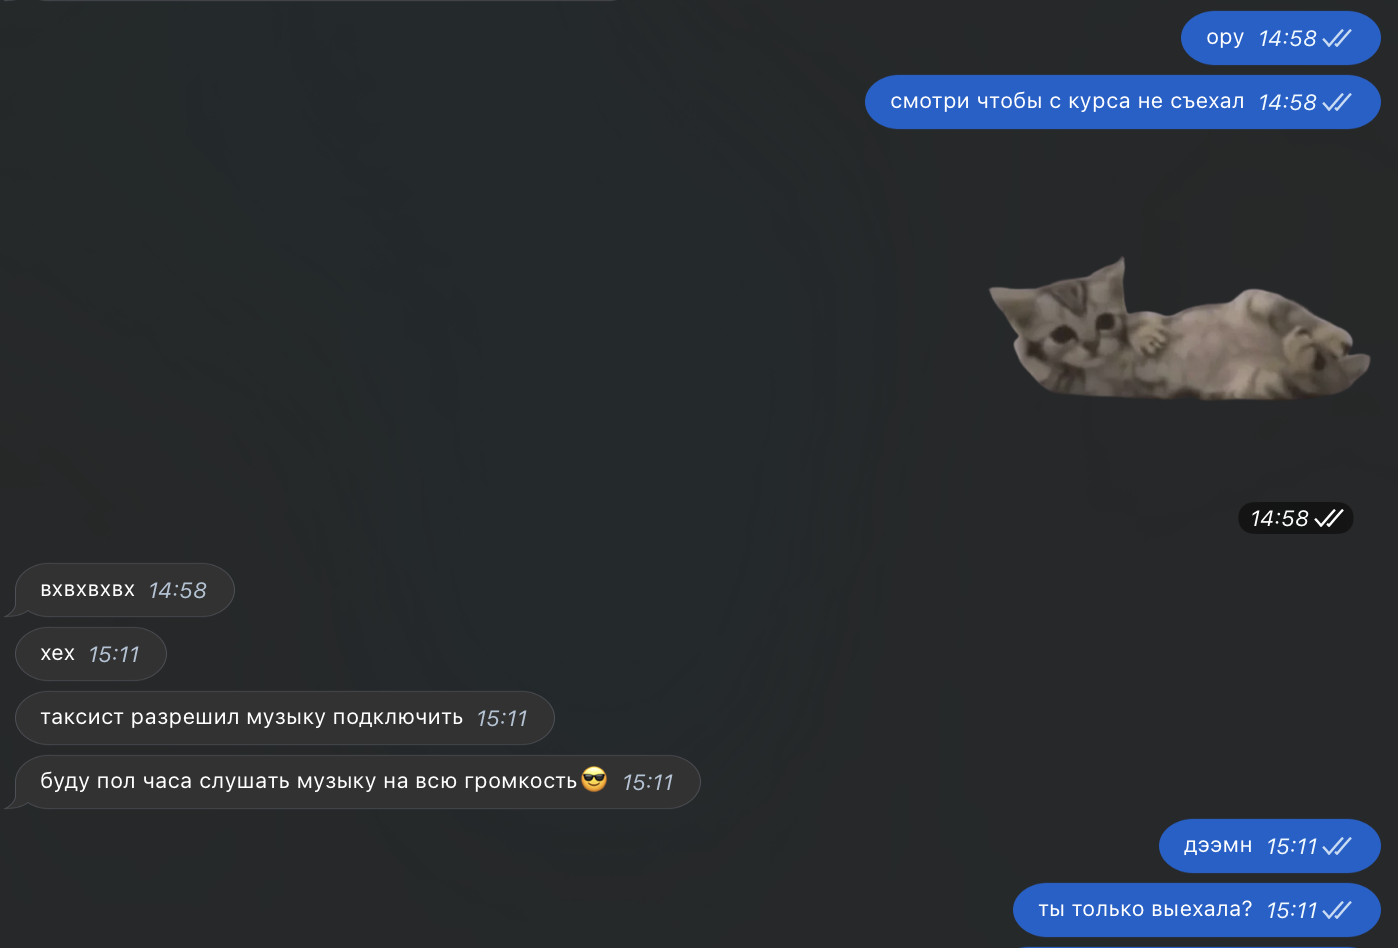 ору 14:58
смотри чтобы с курса не съехал 14:58
14:58
вхвхвхвх 14:58
хех 15:11
таксист разрешил музыку подключить 15:11
буду пол часа слушать музыку на всю громкость😎 15:11
дээмн 15:11
ты только выехала? 15:11